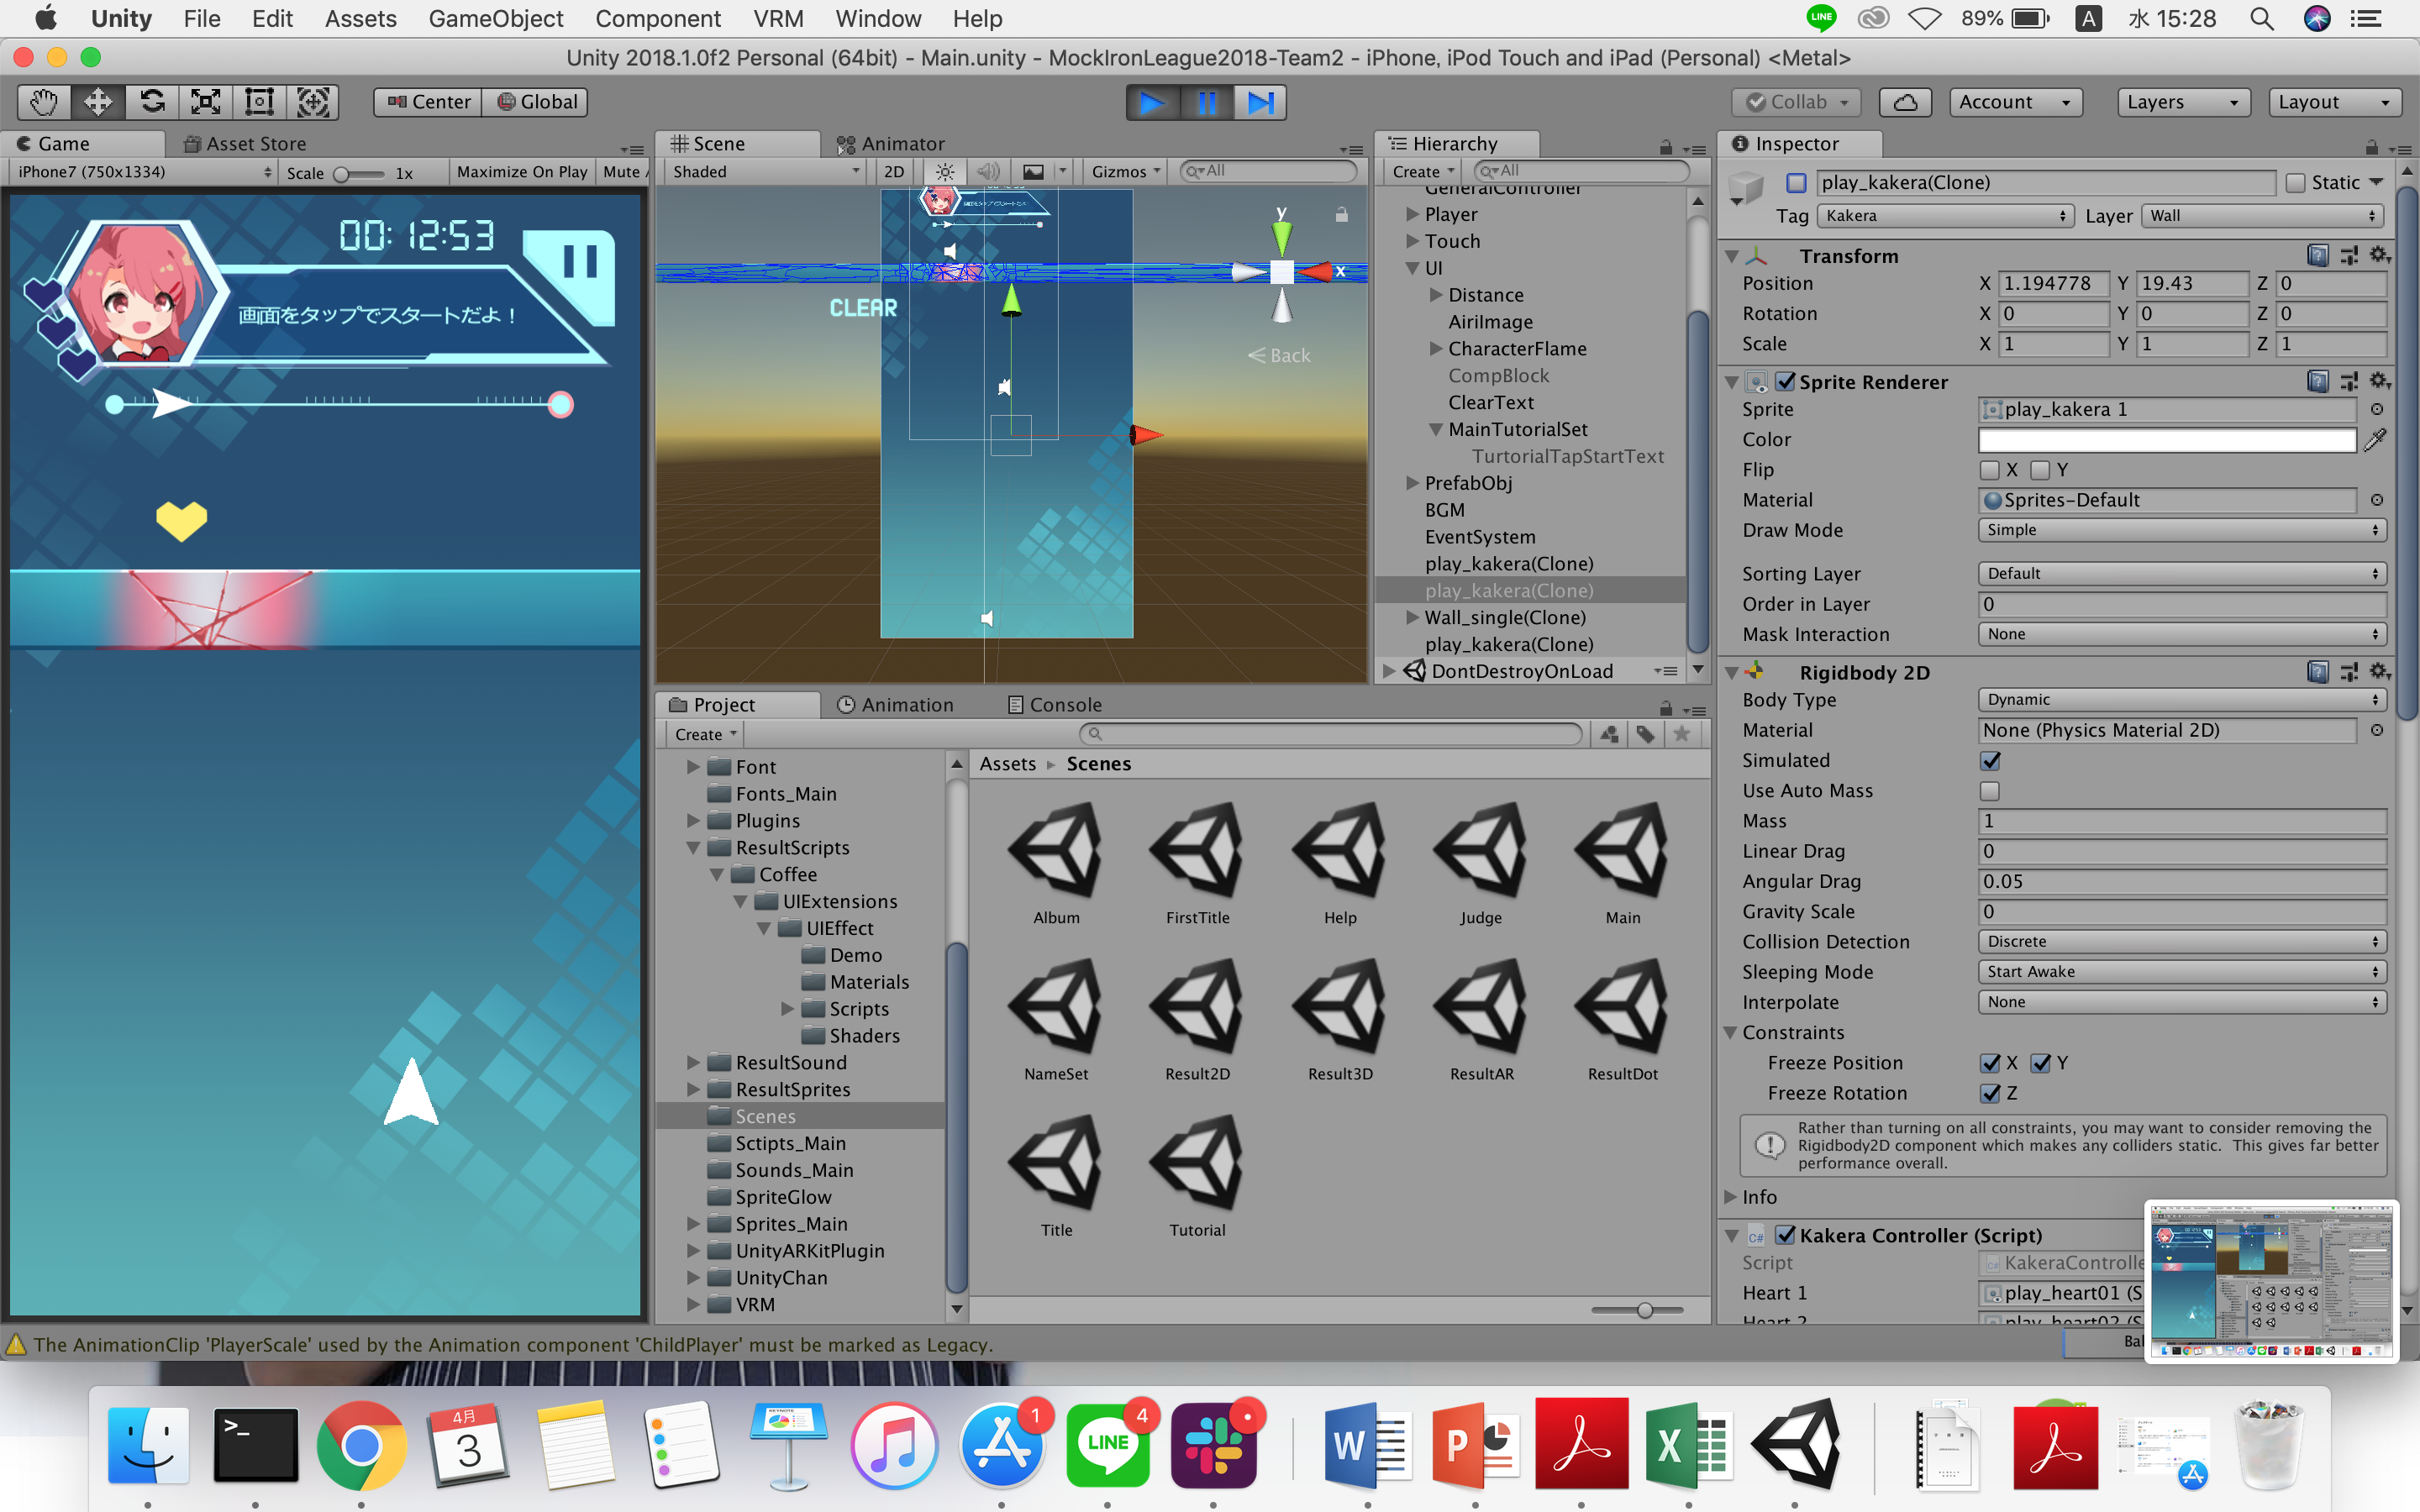 Unity File Edit Assets GameObject Component VRM Window Help LINE 89% A 水 15:28
Unity 2018.1.0f2 Personal (64bit) - Main.unity - MockIronLeague2018-Team2 - iPhone, iPod Touch and iPad (Personal) <Metal>
Center Global Collab Account Layers Layout
Game Asset Store
iPhone7 (750x1334) Scale 1x Maximize On Play Mute
00:12:53
画面をタップでスタートだよ！
Scene Animator
Shaded 2D Gizmos All
y
x
Back
CLEAR
Hierarchy
Create All
GeneralController
Player
Touch
UI
Distance
AiriImage
CharacterFlame
CompBlock
ClearText
MainTutorialSet
TurtorialTapStartText
PrefabObj
BGM
EventSystem
play_kakera(Clone)
play_kakera(Clone)
Wall_single(Clone)
play_kakera(Clone)
DontDestroyOnLoad
Project Animation Console
Create
Font
Fonts_Main
Plugins
ResultScripts
Coffee
UIExtensions
UIEffect
Demo
Materials
Scripts
Shaders
ResultSound
ResultSprites
Scenes
Sctipts_Main
Sounds_Main
SpriteGlow
Sprites_Main
UnityARKitPlugin
UnityChan
VRM
Assets Scenes
Album FirstTitle Help Judge Main
NameSet Result2D Result3D ResultAR ResultDot
Title Tutorial
Inspector
play_kakera(Clone) Static
Tag Kakera Layer Wall
Transform
Position X 1.194778 Y 19.43 Z 0
Rotation X 0 Y 0 Z 0
Scale X 1 Y 1 Z 1
Sprite Renderer
Sprite play_kakera 1
Color
Flip X Y
Material Sprites-Default
Draw Mode Simple
Sorting Layer Default
Order in Layer 0
Mask Interaction None
Rigidbody 2D
Body Type Dynamic
Material None (Physics Material 2D)
Simulated
Use Auto Mass
Mass 1
Linear Drag 0
Angular Drag 0.05
Gravity Scale 0
Collision Detection Discrete
Sleeping Mode Start Awake
Interpolate None
Constraints
Freeze Position X Y
Freeze Rotation Z
Rather than turning on all constraints, you may want to consider removing the
Rigidbody2D component which makes any colliders static. This gives far better
performance overall.
Info
C# Kakera Controller (Script)
Script KakeraControlle
Heart 1 play_heart01 (S
Heart 2 play_heart02 (S
The AnimationClip 'PlayerScale' used by the Animation component 'ChildPlayer' must be marked as Legacy.
Bal
4月
3
KEYNOTE
1
4
LINE
W P X